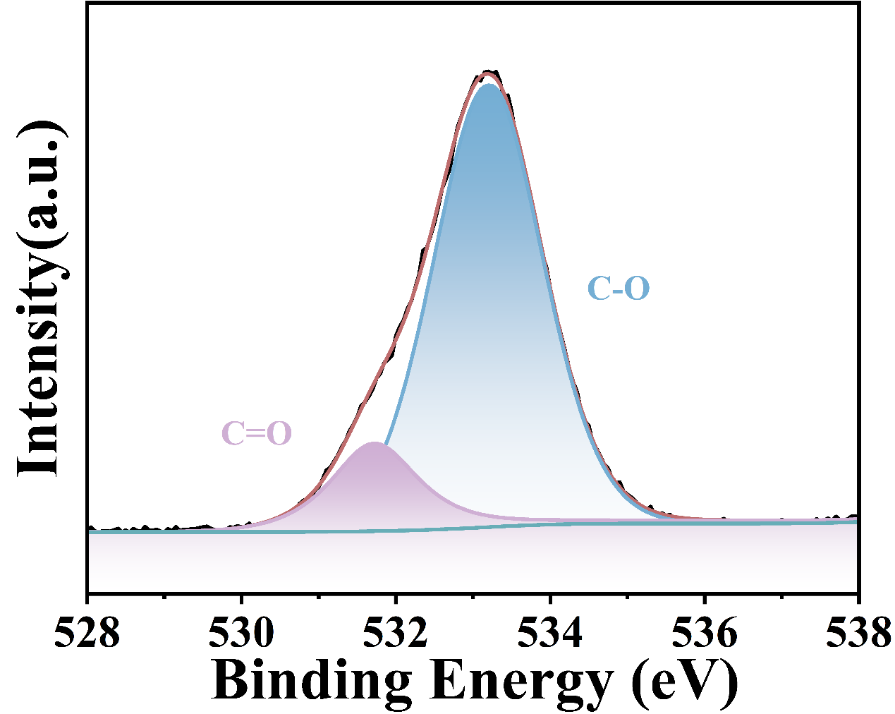 Intensity(a.u.)
C-O
C=O
528 530 532 534 536 538
Binding Energy (eV)